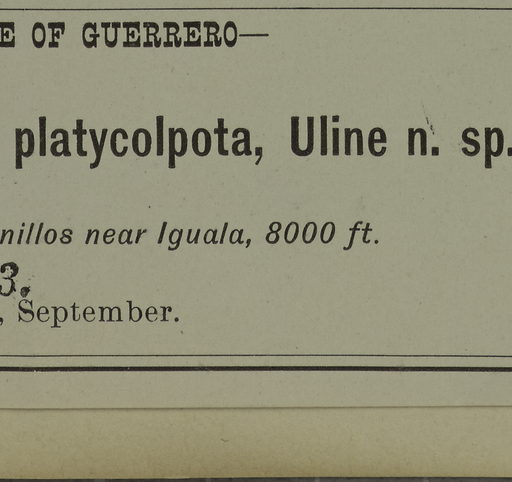 E OF GUERRERO—
platycolpota, Uline n. sp.
nillos near Iguala, 8000 ft.
3.
, September.